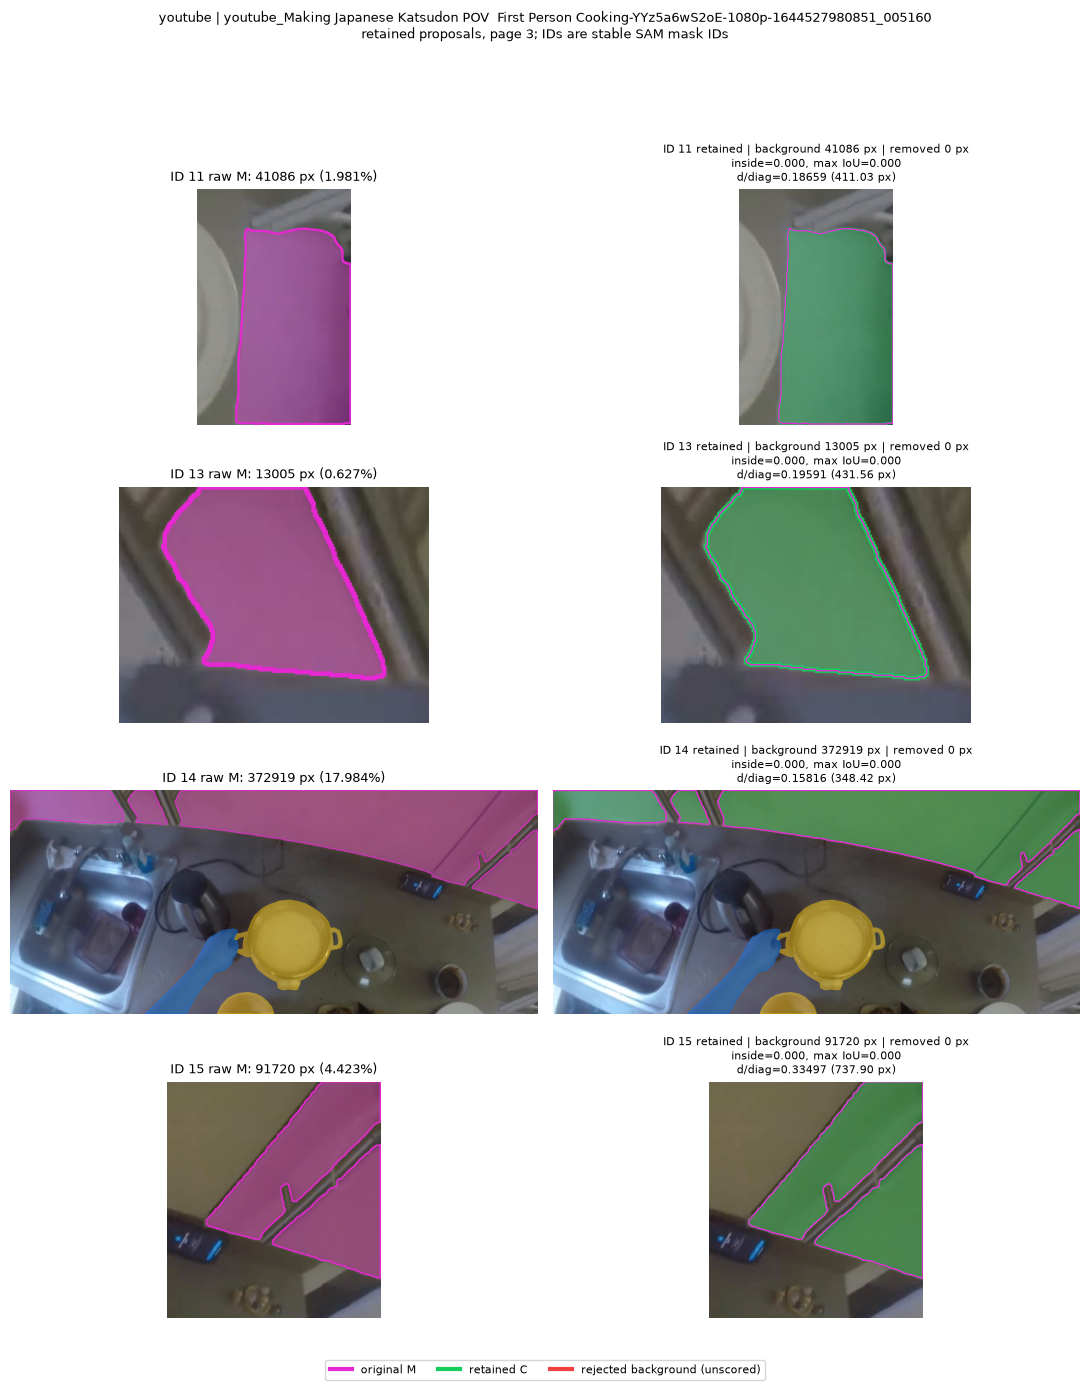 youtube | youtube_Making Japanese Katsudon POV  First Person Cooking-YYz5a6wS2oE-1080p-1644527980851_005160
retained proposals, page 3; IDs are stable SAM mask IDs
ID 11 raw M: 41086 px (1.981%)
ID 11 retained | background 41086 px | removed 0 px
inside=0.000, max IoU=0.000
d/diag=0.18659 (411.03 px)
ID 13 raw M: 13005 px (0.627%)
ID 13 retained | background 13005 px | removed 0 px
inside=0.000, max IoU=0.000
d/diag=0.19591 (431.56 px)
ID 14 raw M: 372919 px (17.984%)
ID 14 retained | background 372919 px | removed 0 px
inside=0.000, max IoU=0.000
d/diag=0.15816 (348.42 px)
ID 15 raw M: 91720 px (4.423%)
ID 15 retained | background 91720 px | removed 0 px
inside=0.000, max IoU=0.000
d/diag=0.33497 (737.90 px)
original M
retained C
rejected background (unscored)